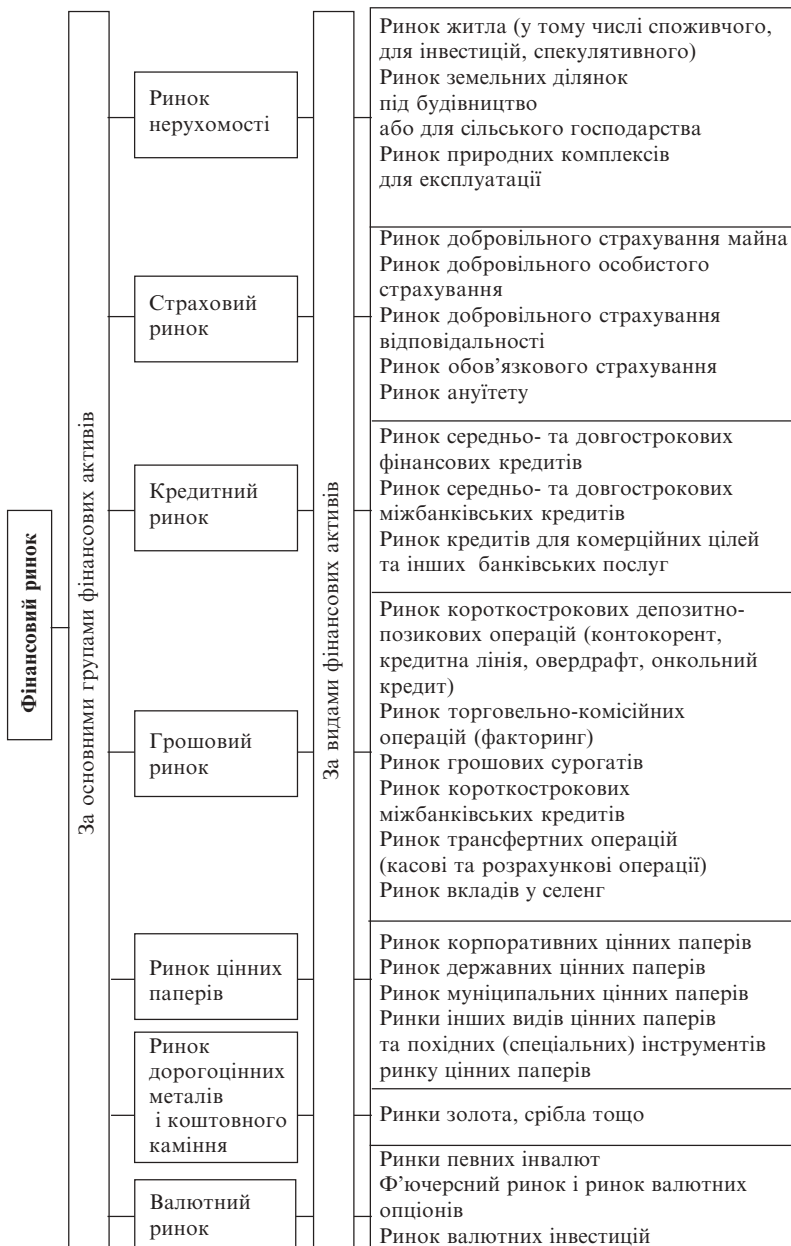 Фінансовий ринок
За основними групами фінансових активів
Ринок
нерухомості
Страховий
ринок
Кредитний
ринок
Грошовий
ринок
Ринок цінних
паперів
Ринок
дорогоцінних
металів
і коштовного
каміння
Валютний
ринок
За видами фінансових активів
Ринок житла (у тому числі споживчого,
для інвестицій, спекулятивного)
Ринок земельних ділянок
під будівництво
або для сільського господарства
Ринок природних комплексів
для експлуатації
Ринок добровільного страхування майна
Ринок добровільного особистого
страхування
Ринок добровільного страхування
відповідальності
Ринок обов’язкового страхування
Ринок ануїтету
Ринок середньо- та довгострокових
фінансових кредитів
Ринок середньо- та довгострокових
міжбанківських кредитів
Ринок кредитів для комерційних цілей
та інших банківських послуг
Ринок короткострокових депозитно-
позикових операцій (контокорент,
кредитна лінія, овердрафт, онкольний
кредит)
Ринок торговельно-комісійних
операцій (факторинг)
Ринок грошових сурогатів
Ринок короткострокових
міжбанківських кредитів
Ринок трансфертних операцій
(касові та розрахункові операції)
Ринок вкладів у селенг
Ринок корпоративних цінних паперів
Ринок державних цінних паперів
Ринок муніципальних цінних паперів
Ринки інших видів цінних паперів
та похідних (спеціальних) інструментів
ринку цінних паперів
Ринки золота, срібла тощо
Ринки певних інвалют
Ф’ючерсний ринок і ринок валютних
опціонів
Ринок валютних інвестицій